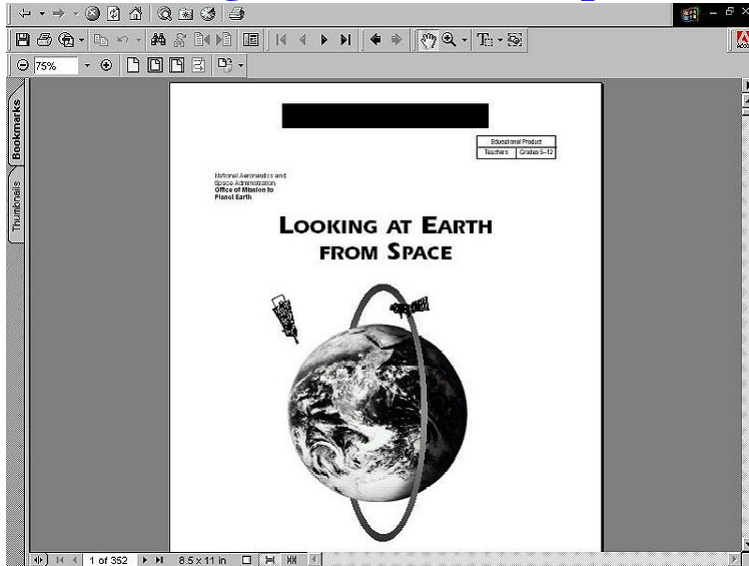 75%
Bookmarks
Thumbnails
Educational Product
Teachers Grades 5–12
National Aeronautics and
Space Administration
Office of Mission to
Planet Earth
LOOKING AT EARTH
FROM SPACE
1 of 352 8.5 x 11 in